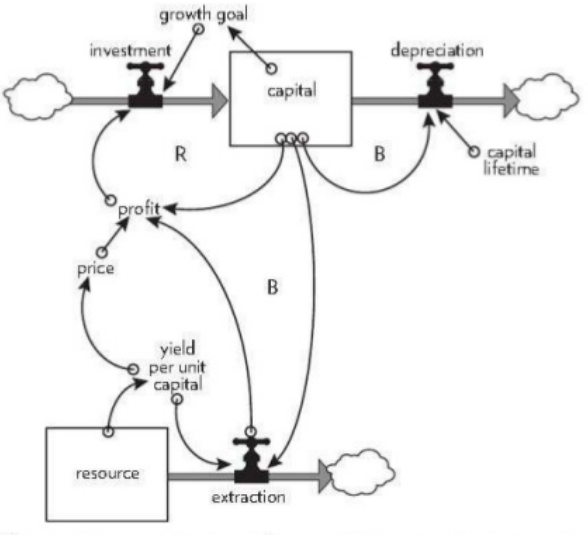 growth goal
investment
depreciation
capital
R
B
capital
lifetime
profit
price
B
yield
per unit
capital
resource
extraction